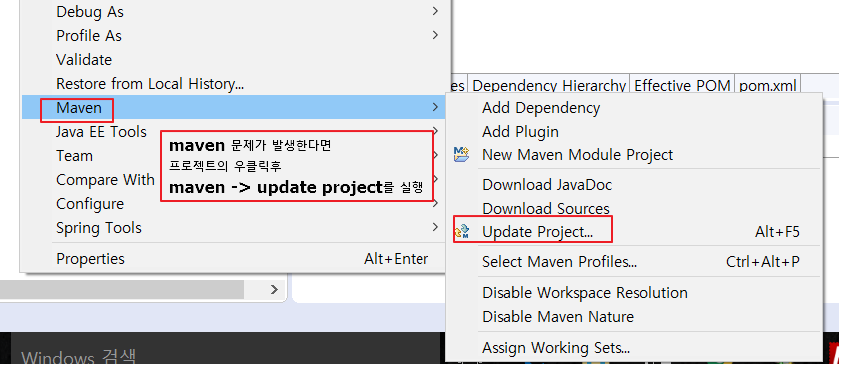 Debug As
Profile As
Validate
Restore from Local History...
Maven
Java EE Tools
Team
Compare With
Configure
Spring Tools
Properties Alt+Enter
maven 문제가 발생한다면
프로젝트의 우클릭후
maven -> update project를 실행
es Dependency Hierarchy Effective POM pom.xml
Add Dependency
Add Plugin
New Maven Module Project
Download JavaDoc
Download Sources
Update Project... Alt+F5
Select Maven Profiles... Ctrl+Alt+P
Disable Workspace Resolution
Disable Maven Nature
Assign Working Sets...
Windows 검색